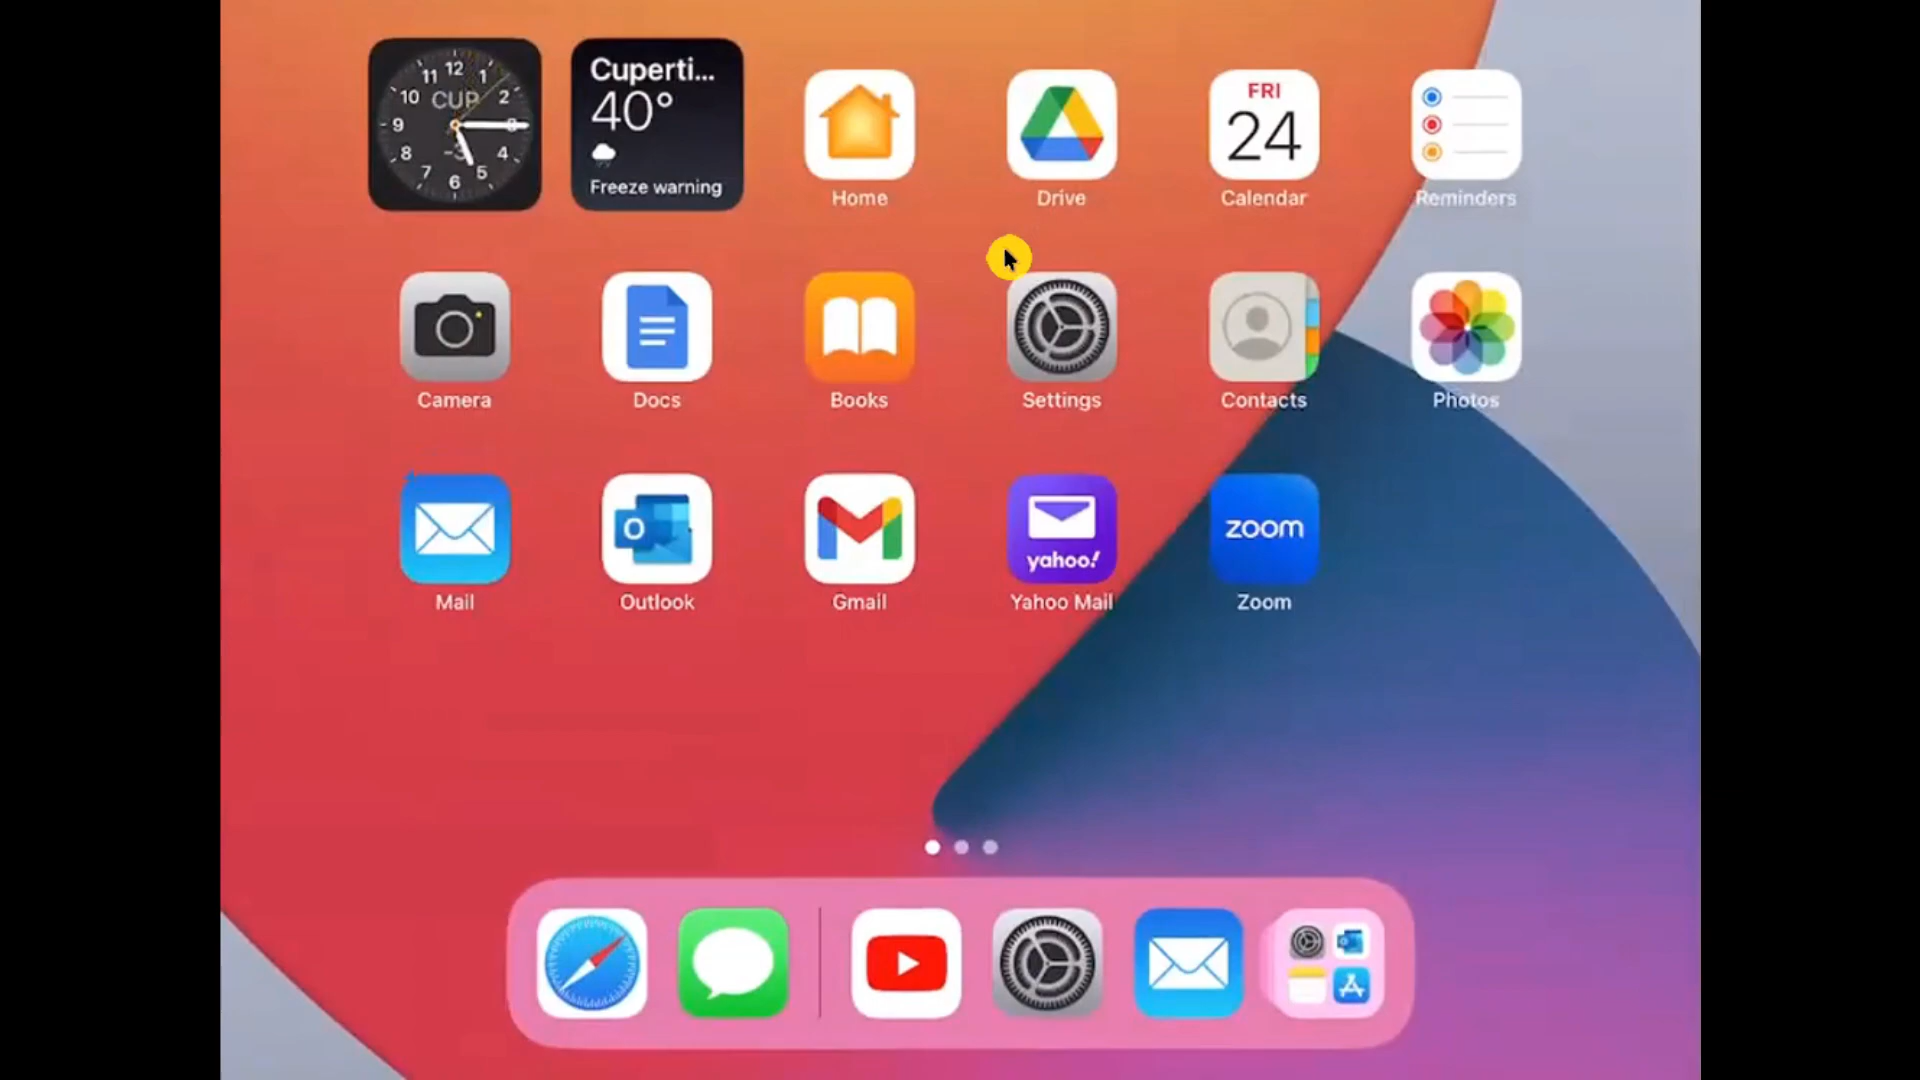 12
11
1
10
CUP
2
9
3
-3
8
4
7
5
6
Cuperti...
40°
Freeze warning
Home
Drive
FRI
24
Calendar
Reminders
Camera
Docs
Books
Settings
Contacts
Photos
Mail
O
Outlook
Gmail
yahoo!
Yahoo Mail
zoom
Zoom